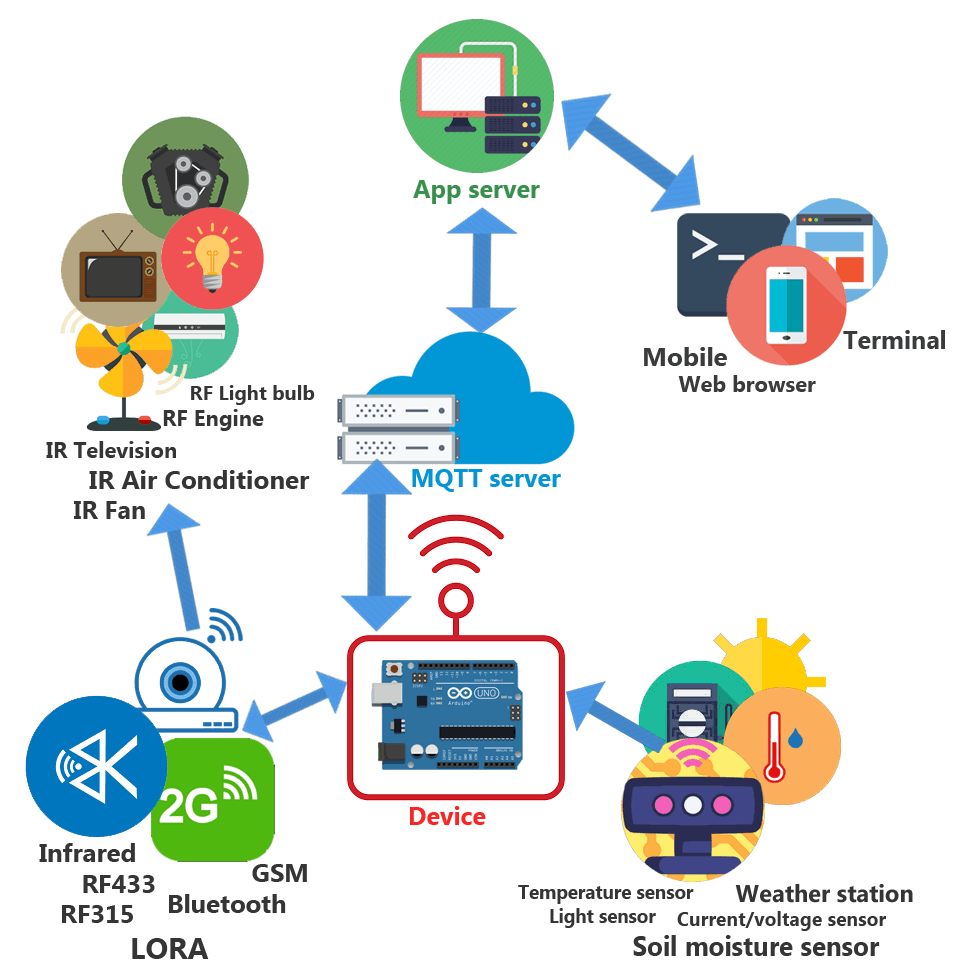 App server
>_
Terminal
Mobile
Web browser
RF Light bulb
RF Engine
IR Television
IR Air Conditioner
IR Fan
MQTT server
UNO
Arduino
Device
2G
Infrared
GSM
RF433
Bluetooth
RF315
LORA
Temperature sensor
Weather station
Light sensor
Current/voltage sensor
Soil moisture sensor